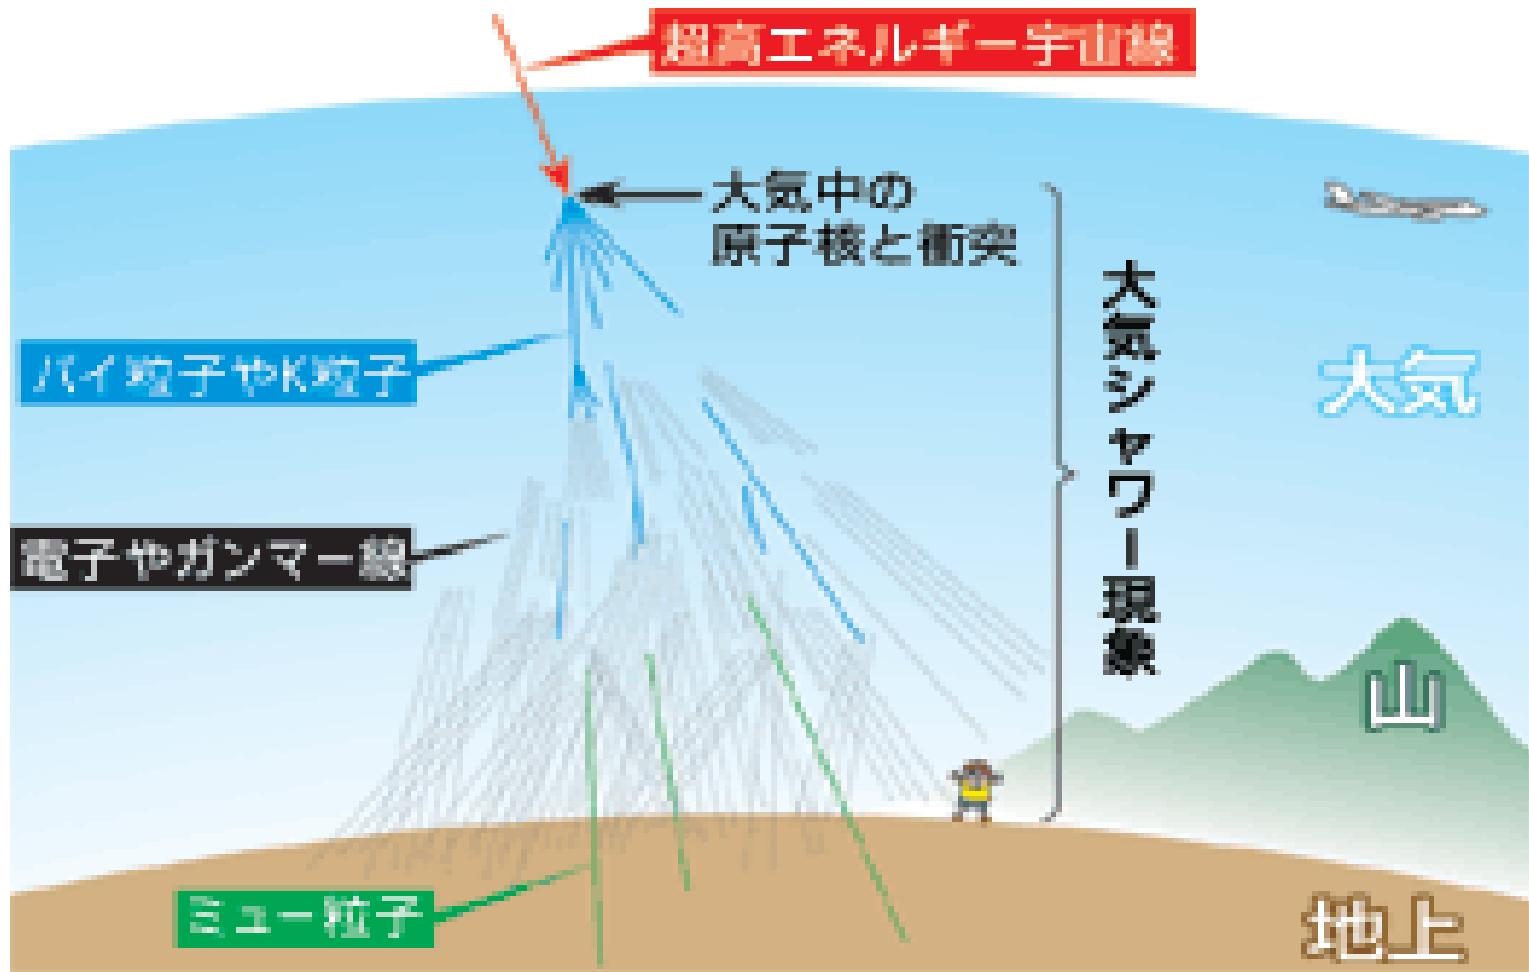 超高エネルギー宇宙線
大気中の
原子核と衝突
大気シャワー現象
パイ粒子やK粒子
大気
電子やガンマー線
山
ミュー粒子
地上